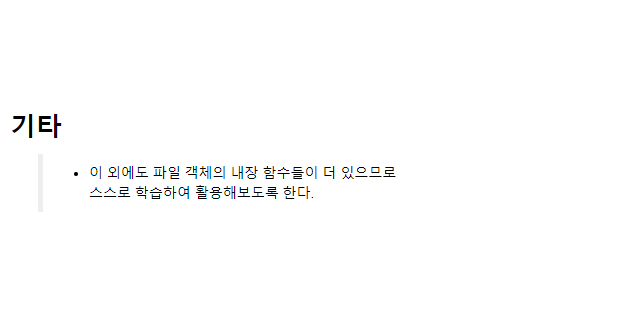 기타
이 외에도 파일 객체의 내장 함수들이 더 있으므로
스스로 학습하여 활용해보도록 한다.